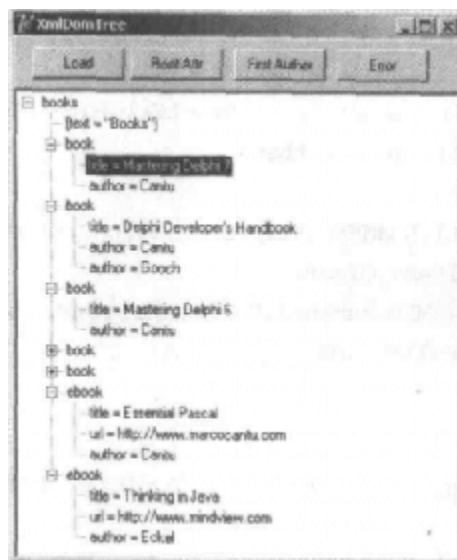 XmlDomTree
Load Root Attr First Author Error
books
[text = "Books"]
book
title = Mastering Delphi 7
author = Cantu
book
title = Delphi Developer's Handbook
author = Cantu
author = Gooch
book
title = Mastering Delphi 6
author = Cantu
book
book
ebook
title = Essential Pascal
url = http://www.marcocantu.com
author = Cantu
ebook
title = Thinking in Java
url = http://www.mindview.com
author = Eckel